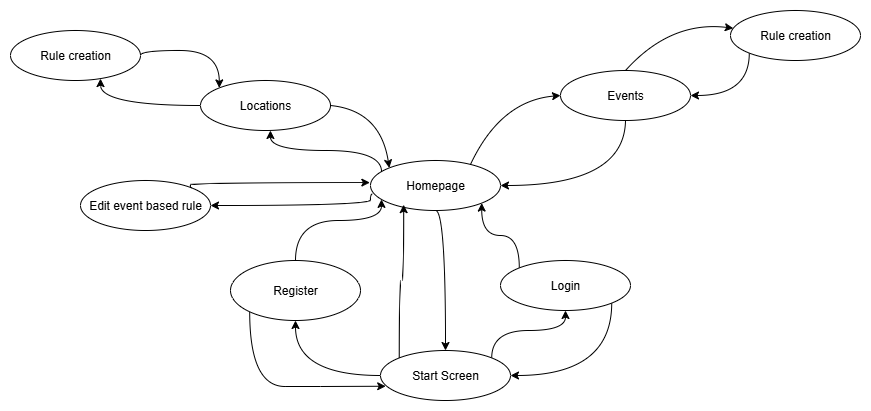 Rule creation
Rule creation
Locations
Events
Homepage
Edit event based rule
Register
Login
Start Screen